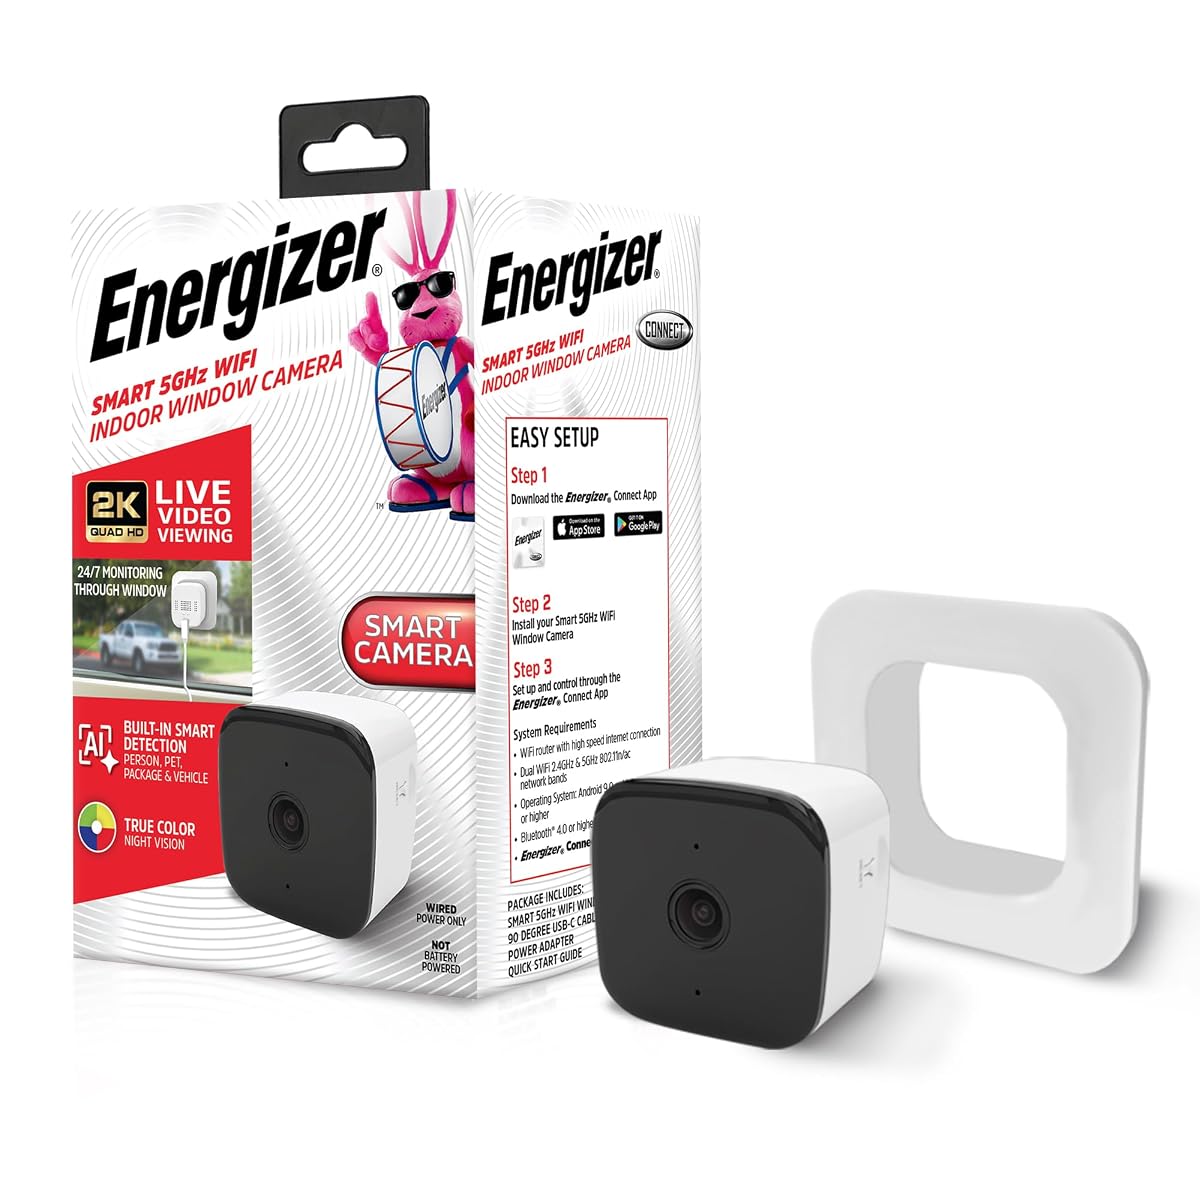 Energizer®
SMART 5GHz WIFI
INDOOR WINDOW CAMERA
Energizer
TM
2K
QUAD HD
LIVE
VIDEO
VIEWING
24/7 MONITORING
THROUGH WINDOW
SMART
CAMERA
AI
BUILT-IN SMART
DETECTION
PERSON, PET,
PACKAGE & VEHICLE
TRUE COLOR
NIGHT VISION
WIRED
POWER ONLY
NOT
BATTERY
POWERED
Energizer®
CONNECT
SMART 5GHz WIFI
INDOOR WINDOW CAMERA
EASY SETUP
Step 1
Download the Energizer® Connect App
Energizer
Download on the
App Store
GET IT ON
Google Play
Step 2
Install your Smart 5GHz WiFi
Window Camera
Step 3
Set up and control through the
Energizer® Connect App
System Requirements
• WiFi router with high speed internet connection
• Dual WiFi 2.4GHz & 5GHz 802.11n/ac
network bands
• Operating System: Android
or higher
• Bluetooth® 4.0 or higher
• Energizer®
PACKAGE INCLUDES:
SMART 5GHz WIFI
90 DEGREE USB-C
POWER ADAPTER
QUICK START GUIDE